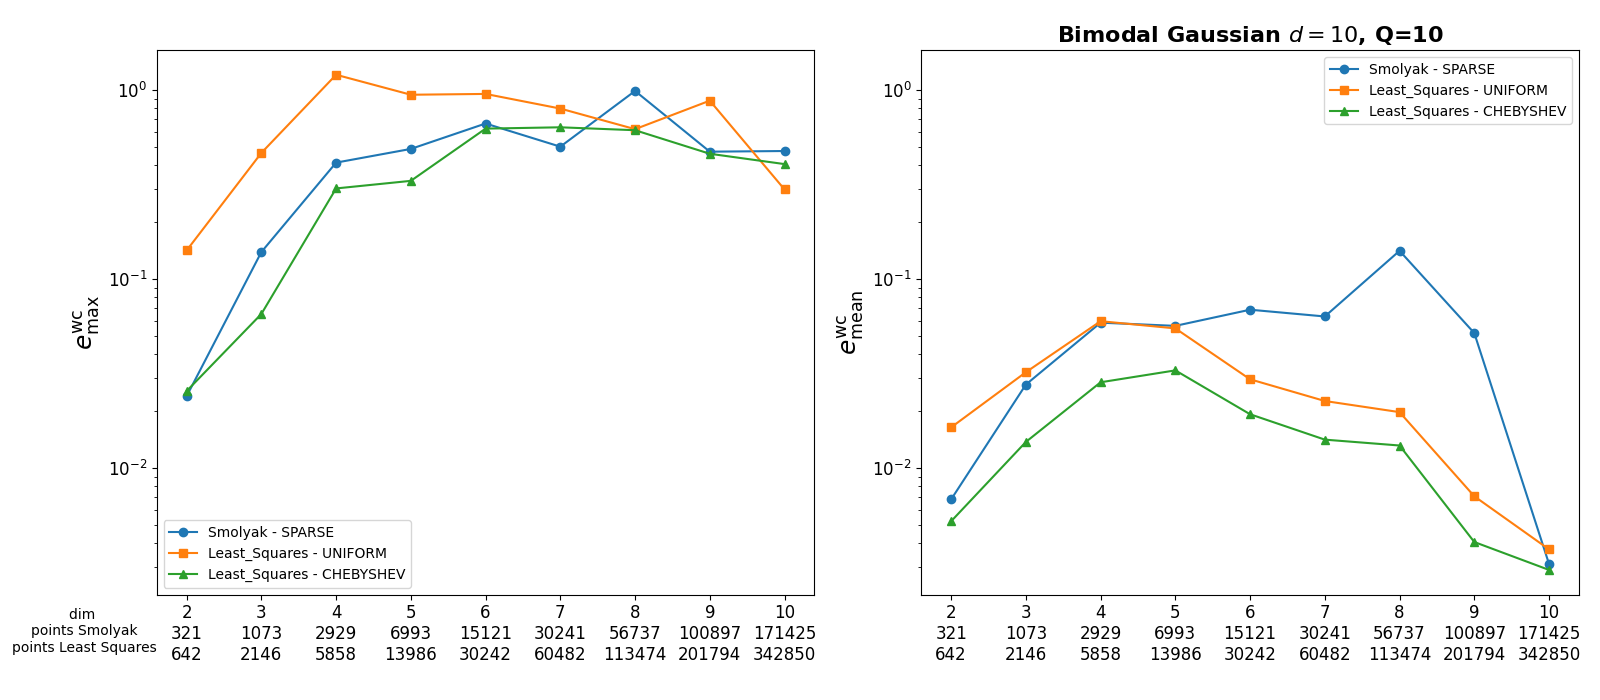 Bimodal Gaussian d = 10, Q=10
10⁰
10⁻¹
10⁻²
e_max^wc
Smolyak - SPARSE
Least_Squares - UNIFORM
Least_Squares - CHEBYSHEV
dim 2 3 4 5 6 7 8 9 10
points Smolyak 321 1073 2929 6993 15121 30241 56737 100897 171425
points Least Squares 642 2146 5858 13986 30242 60482 113474 201794 342850
10⁰
10⁻¹
10⁻²
e_mean^wc
Smolyak - SPARSE
Least_Squares - UNIFORM
Least_Squares - CHEBYSHEV
2 3 4 5 6 7 8 9 10
321 1073 2929 6993 15121 30241 56737 100897 171425
642 2146 5858 13986 30242 60482 113474 201794 342850